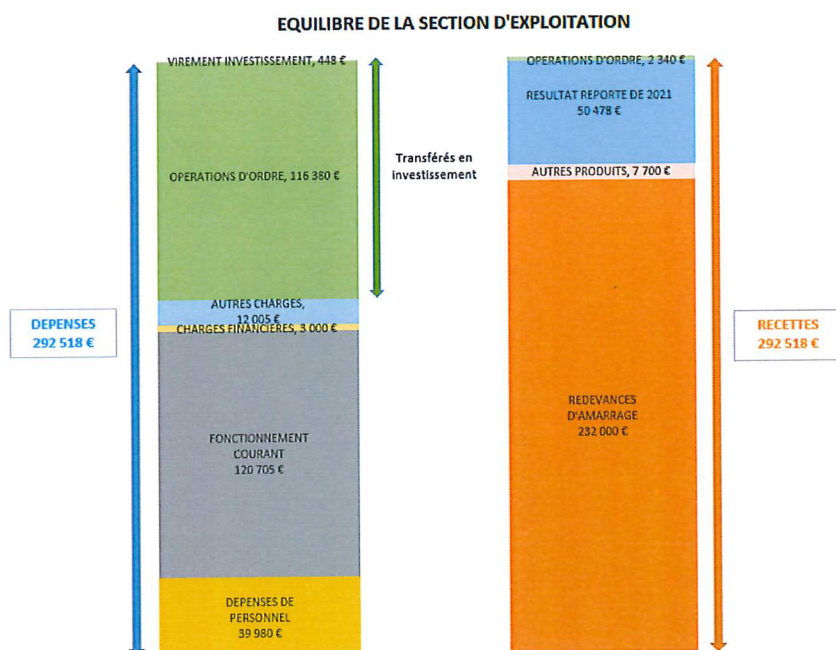 EQUILIBRE DE LA SECTION D'EXPLOITATION
VIREMENT INVESTISSEMENT, 448 €
OPERATIONS D'ORDRE, 116 380 €
AUTRES CHARGES,
12 005 €
CHARGES FINANCIERES, 3 000 €
FONCTIONNEMENT
COURANT
120 705 €
DEPENSES DE
PERSONNEL
39 980 €
DEPENSES
292 518 €
Transférés en
investissement
OPERATIONS D'ORDRE, 2 340 €
RESULTAT REPORTE DE 2021
50 478 €
AUTRES PRODUITS, 7 700 €
REDEVANCES
D'AMARRAGE
232 000 €
RECETTES
292 518 €